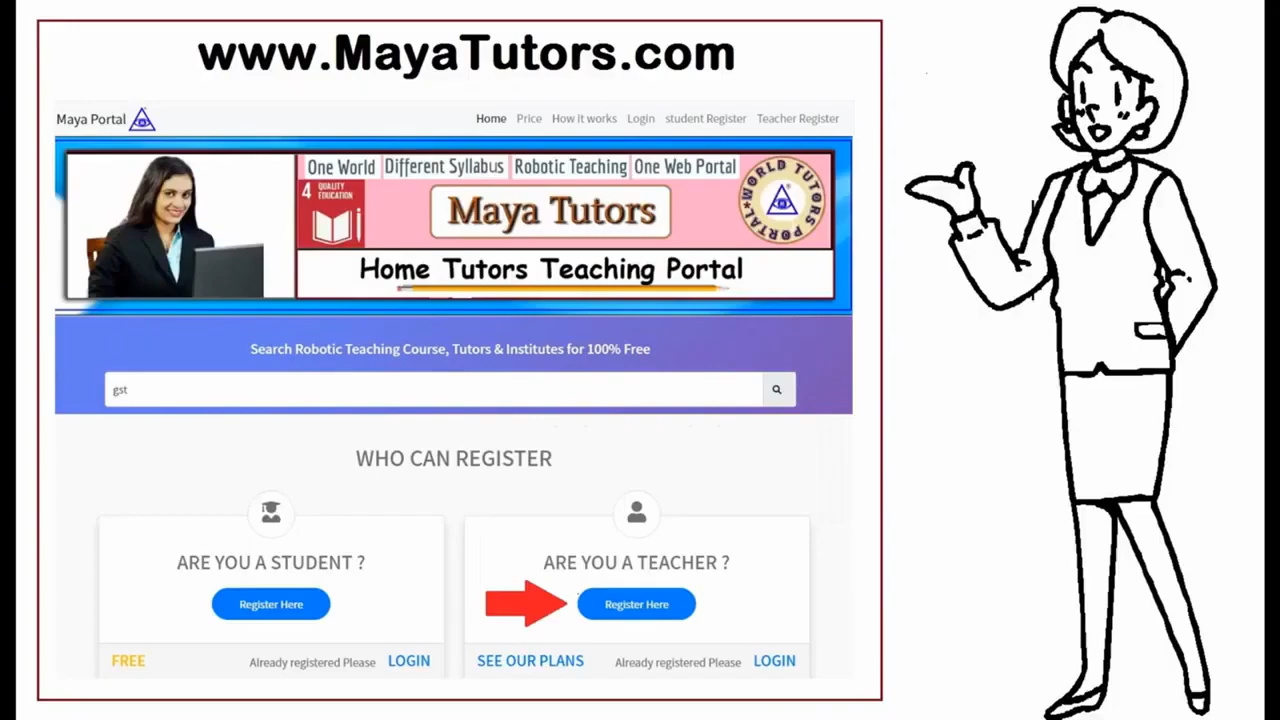 www.MayaTutors.com
Maya Portal
Home Price How it works Login student Register Teacher Register
One World Different Syllabus Robotic Teaching One Web Portal
4 QUALITY EDUCATION
Maya Tutors
WORLD TUTORS PORTAL
Home Tutors Teaching Portal
Search Robotic Teaching Course, Tutors & Institutes for 100% Free
gst
WHO CAN REGISTER
ARE YOU A STUDENT ?
Register Here
FREE Already registered Please LOGIN
ARE YOU A TEACHER ?
Register Here
SEE OUR PLANS Already registered Please LOGIN